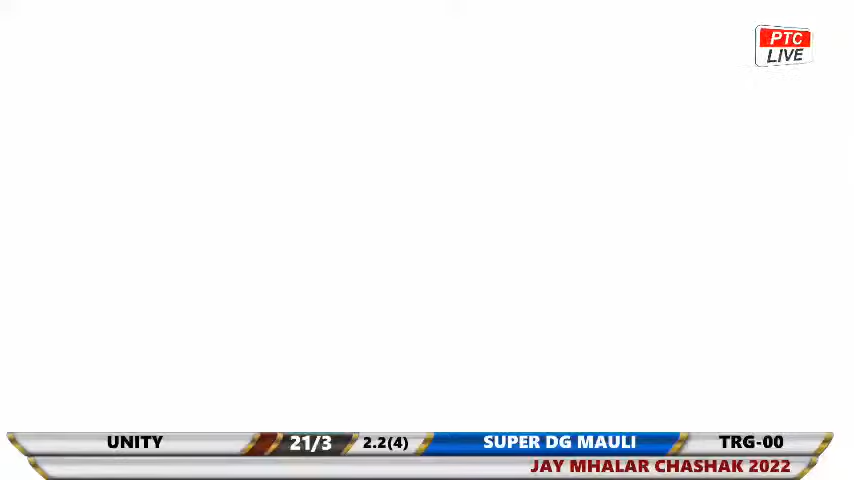 PTC
LIVE
UNITY 21/3 2.2(4) SUPER DG MAULI TRG-00
JAY MHALAR CHASHAK 2022